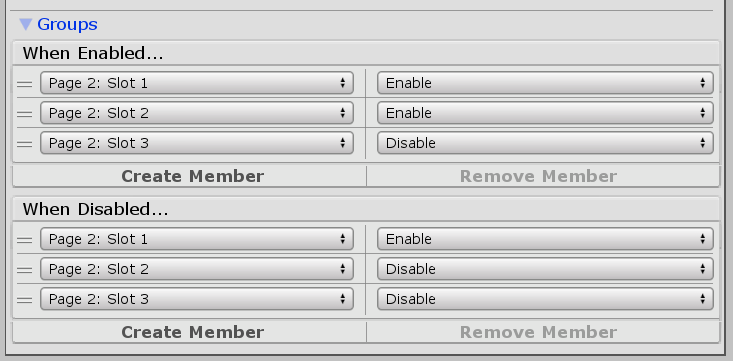 Groups
When Enabled...
Page 2: Slot 1 Enable
Page 2: Slot 2 Enable
Page 2: Slot 3 Disable
Create Member Remove Member
When Disabled...
Page 2: Slot 1 Enable
Page 2: Slot 2 Disable
Page 2: Slot 3 Disable
Create Member Remove Member